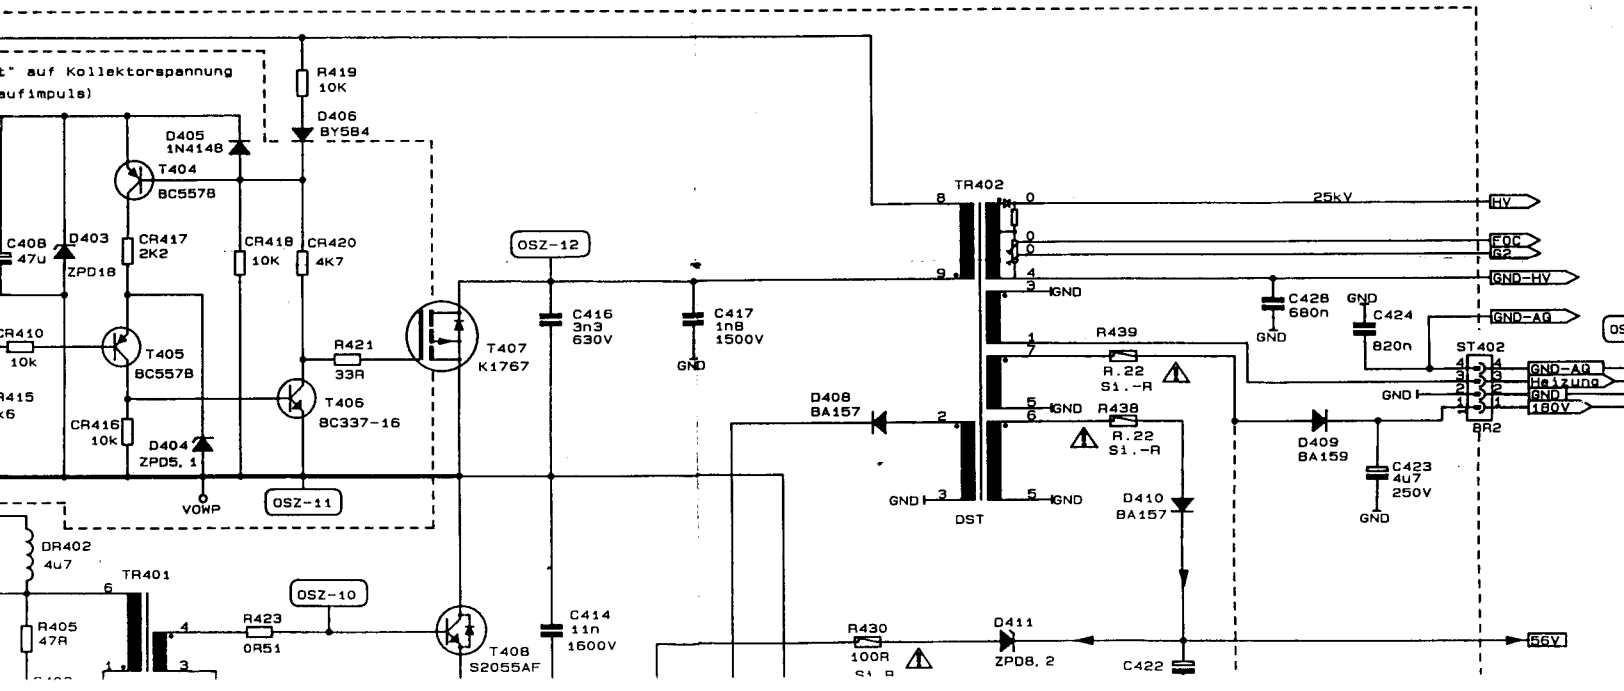 t" auf Kollektorspannung
aufimpuls)
R419
10K
D406
BY584
D405
1N4148
T404
BC557B
C408
47u
D403
ZPD18
CR417
2K2
CR418
10K
CR420
4K7
OSZ-12
CR410
10k
T405
BC557B
R421
33R
T407
K1767
C416
3n3
630V
C417
1n8
1500V
GND
R415
k6
CR416
10k
D404
ZPD5,1
T406
BC337-16
VOWP
OSZ-11
TR402
8
9
2
3
GND
DST
0
0
0
4
3
GND
1
7
5
GND
6
5
GND
25kV
HV
FOC
G2
GND-HV
C428
680n
GND
GND
C424
820n
GND-AQ
R439
R.22
Si.-R
R438
R.22
Si.-R
ST402
4
3
2
1
4
3
2
1
GND
GND-AQ
Heizung
GND
180V
BR2
OS
D408
BA157
D409
BA159
C423
4u7
250V
GND
D410
BA157
DR402
4u7
TR401
6
4
1
3
R405
47R
R423
0R51
OSZ-10
T408
S2055AF
C414
11n
1600V
R430
100R
Si.R
D411
ZPD8,2
C422
56V